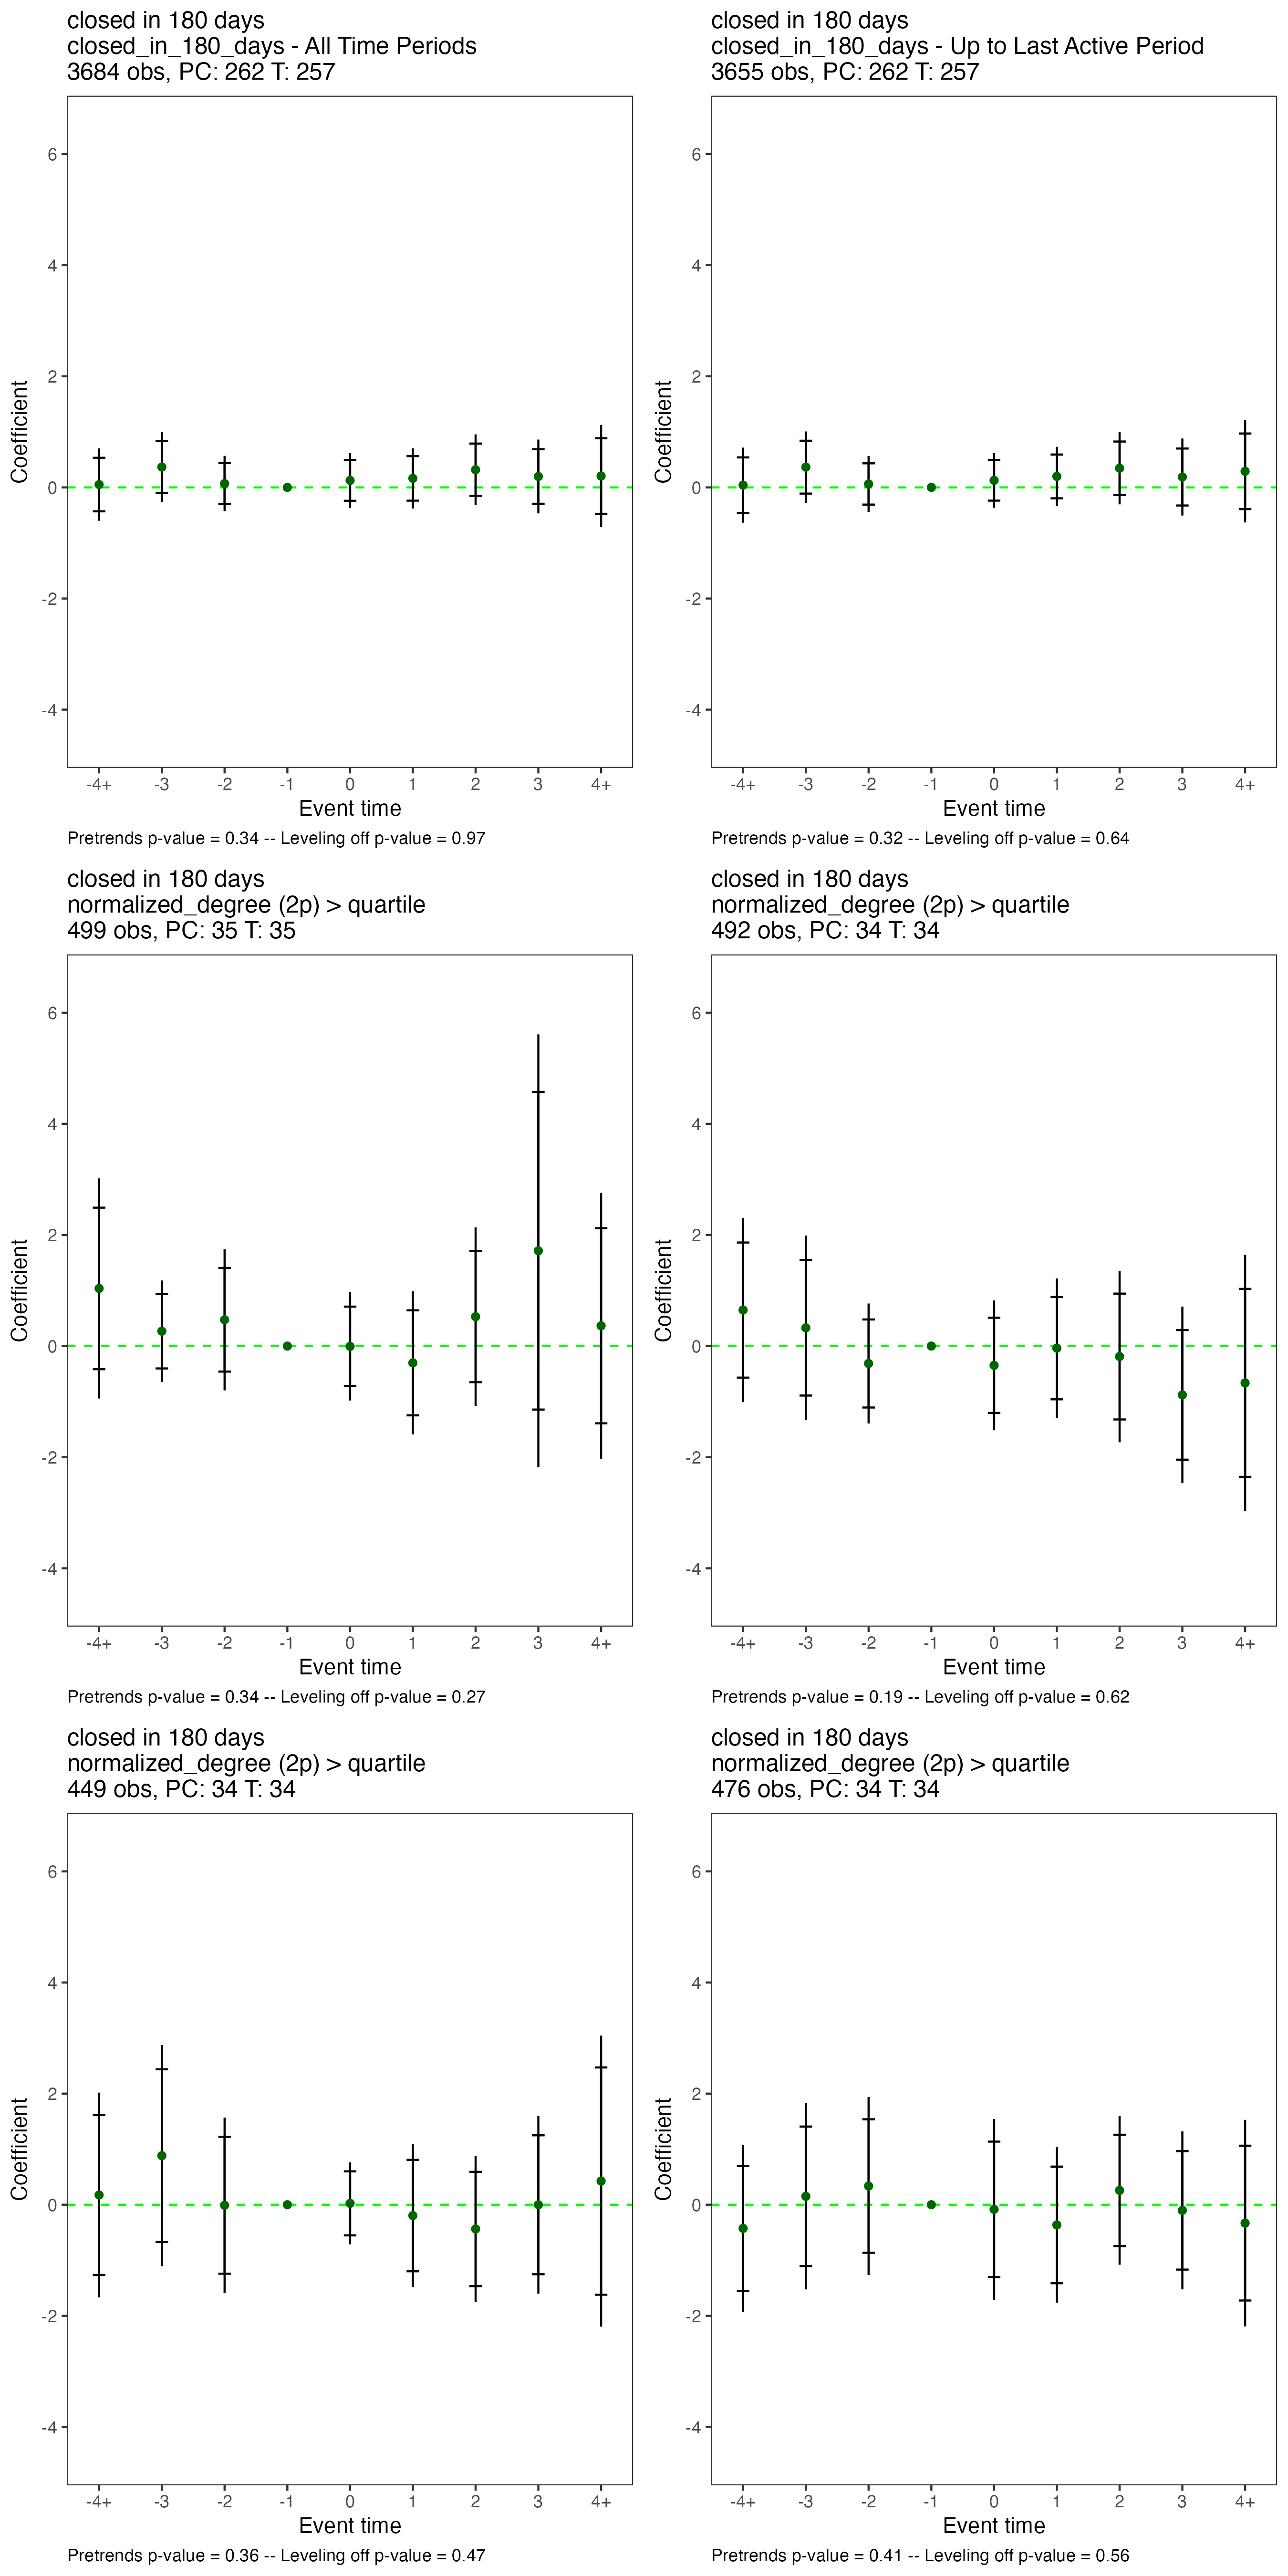 closed in 180 days
closed_in_180_days - All Time Periods
3684 obs, PC: 262 T: 257
6
4
2
0
-2
-4
Coefficient
-4+ -3 -2 -1 0 1 2 3 4+
Event time
Pretrends p-value = 0.34 -- Leveling off p-value = 0.97
closed in 180 days
closed_in_180_days - Up to Last Active Period
3655 obs, PC: 262 T: 257
6
4
2
0
-2
-4
Coefficient
-4+ -3 -2 -1 0 1 2 3 4+
Event time
Pretrends p-value = 0.32 -- Leveling off p-value = 0.64
closed in 180 days
normalized_degree (2p) > quartile
499 obs, PC: 35 T: 35
6
4
2
0
-2
-4
Coefficient
-4+ -3 -2 -1 0 1 2 3 4+
Event time
Pretrends p-value = 0.34 -- Leveling off p-value = 0.27
closed in 180 days
normalized_degree (2p) > quartile
492 obs, PC: 34 T: 34
6
4
2
0
-2
-4
Coefficient
-4+ -3 -2 -1 0 1 2 3 4+
Event time
Pretrends p-value = 0.19 -- Leveling off p-value = 0.62
closed in 180 days
normalized_degree (2p) > quartile
449 obs, PC: 34 T: 34
6
4
2
0
-2
-4
Coefficient
-4+ -3 -2 -1 0 1 2 3 4+
Event time
Pretrends p-value = 0.36 -- Leveling off p-value = 0.47
closed in 180 days
normalized_degree (2p) > quartile
476 obs, PC: 34 T: 34
6
4
2
0
-2
-4
Coefficient
-4+ -3 -2 -1 0 1 2 3 4+
Event time
Pretrends p-value = 0.41 -- Leveling off p-value = 0.56